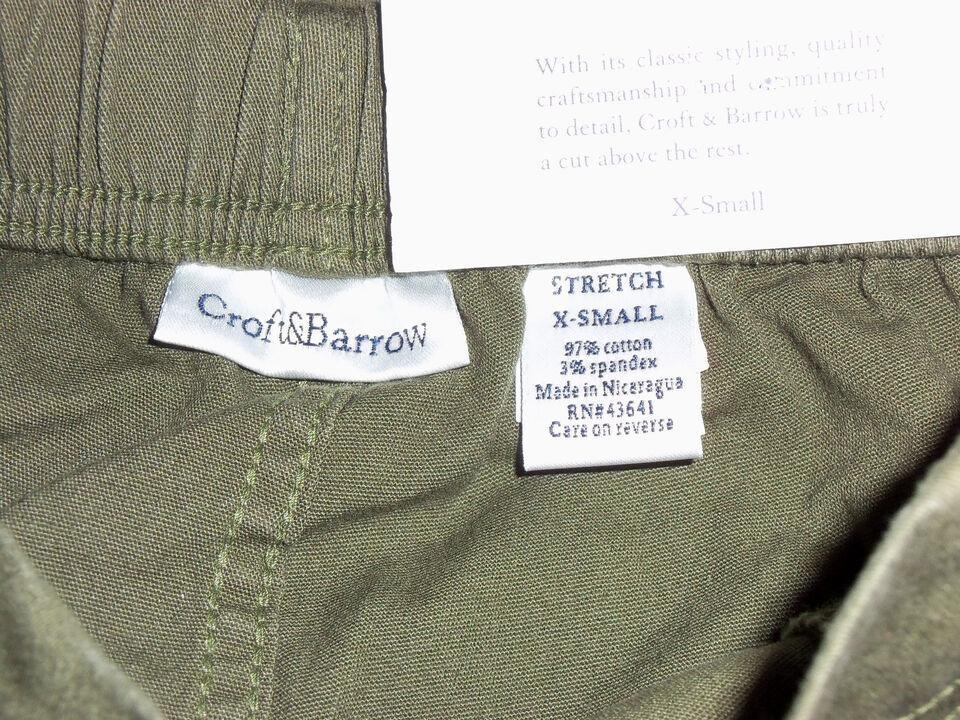 With its classic styling, quality
craftsmanship and commitment
to detail, Croft & Barrow is truly
a cut above the rest.
X-Small
Croft&Barrow
STRETCH
X-SMALL
97% cotton
3% spandex
Made in Nicaragua
RN#43641
Care on reverse